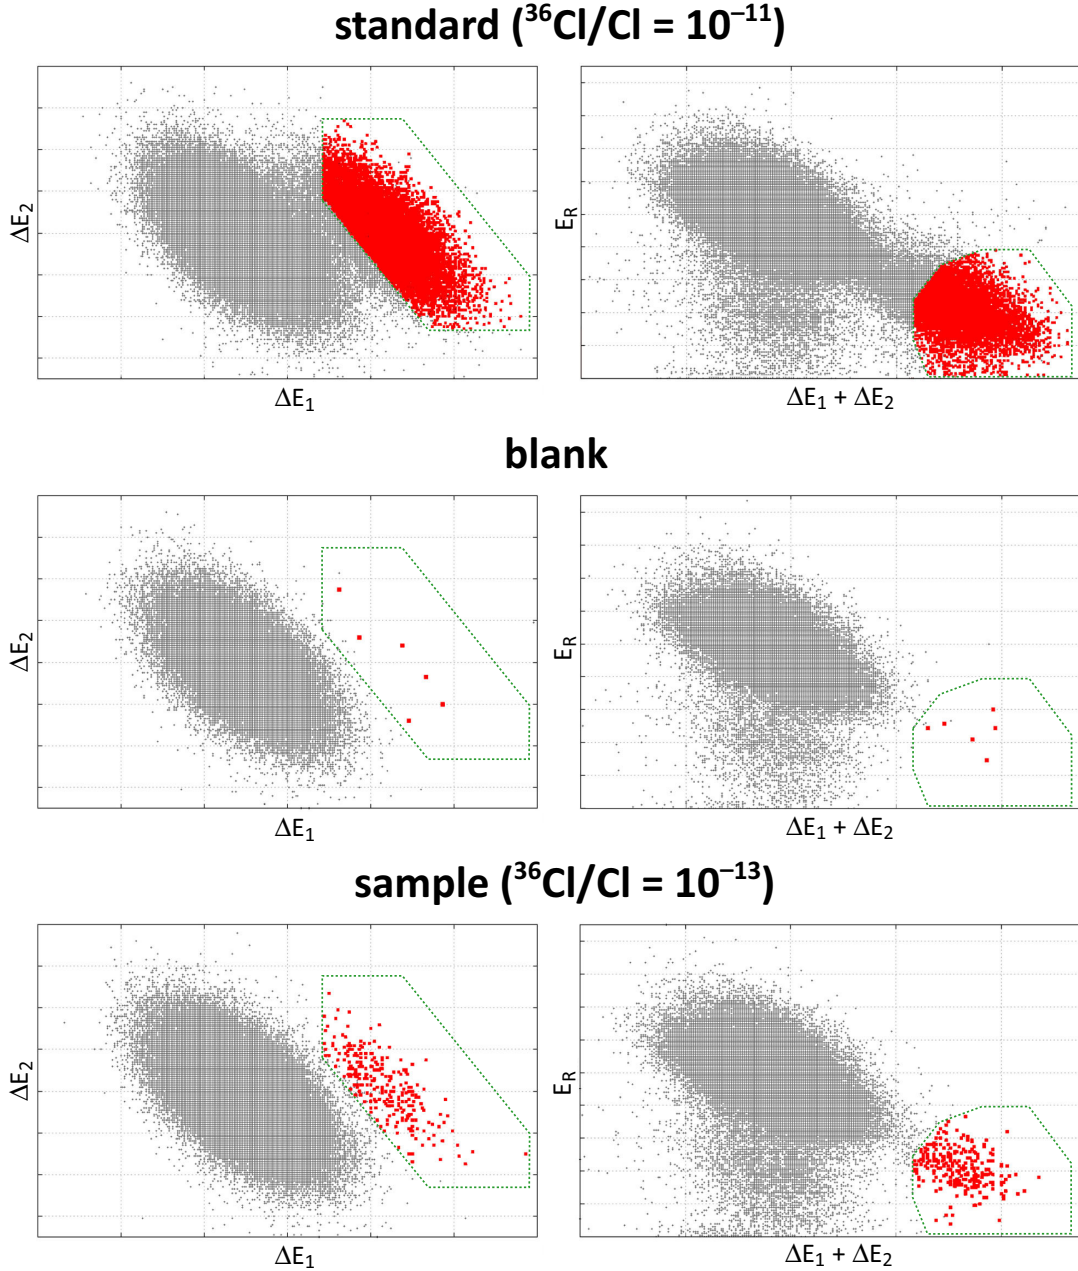 standard (³⁶Cl/Cl = 10⁻¹¹)
ΔE₂
ΔE₁
E_R
ΔE₁ + ΔE₂
blank
ΔE₂
ΔE₁
E_R
ΔE₁ + ΔE₂
sample (³⁶Cl/Cl = 10⁻¹³)
ΔE₂
ΔE₁
E_R
ΔE₁ + ΔE₂